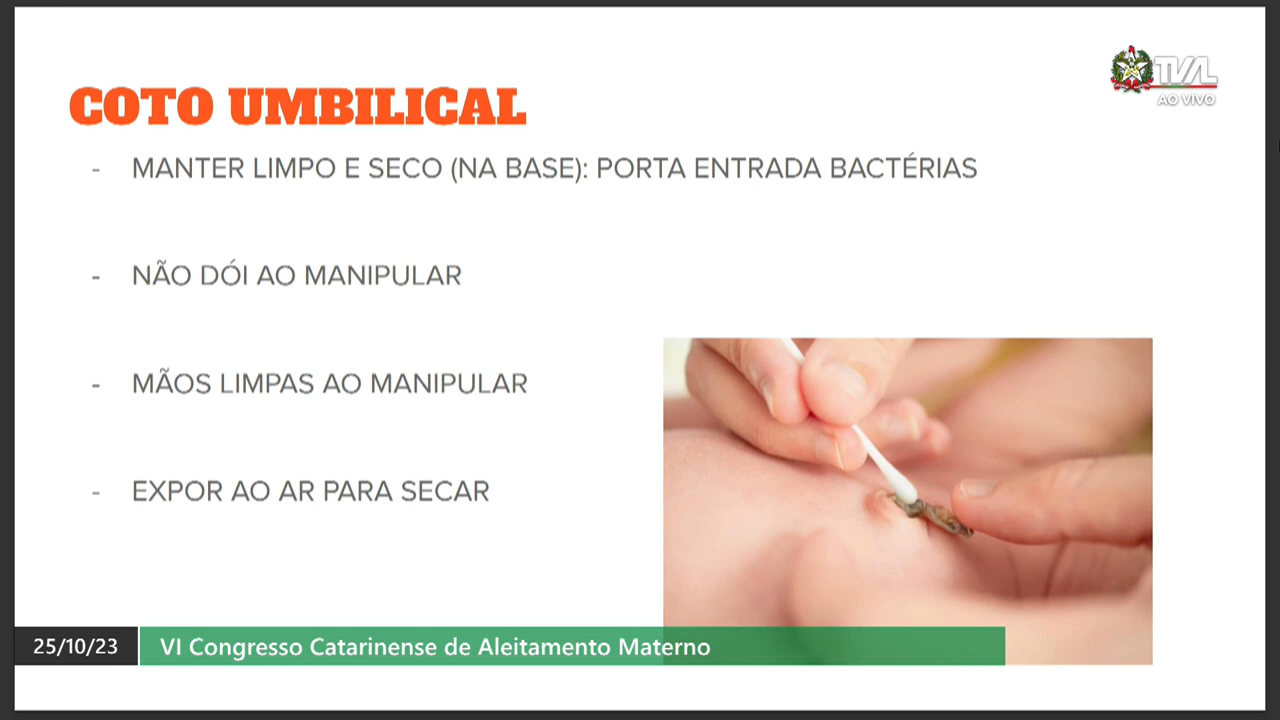 TVAL
AO VIVO
COTO UMBILICAL
- MANTER LIMPO E SECO (NA BASE): PORTA ENTRADA BACTÉRIAS
- NÃO DÓI AO MANIPULAR
- MÃOS LIMPAS AO MANIPULAR
- EXPOR AO AR PARA SECAR
25/10/23 VI Congresso Catarinense de Aleitamento Materno